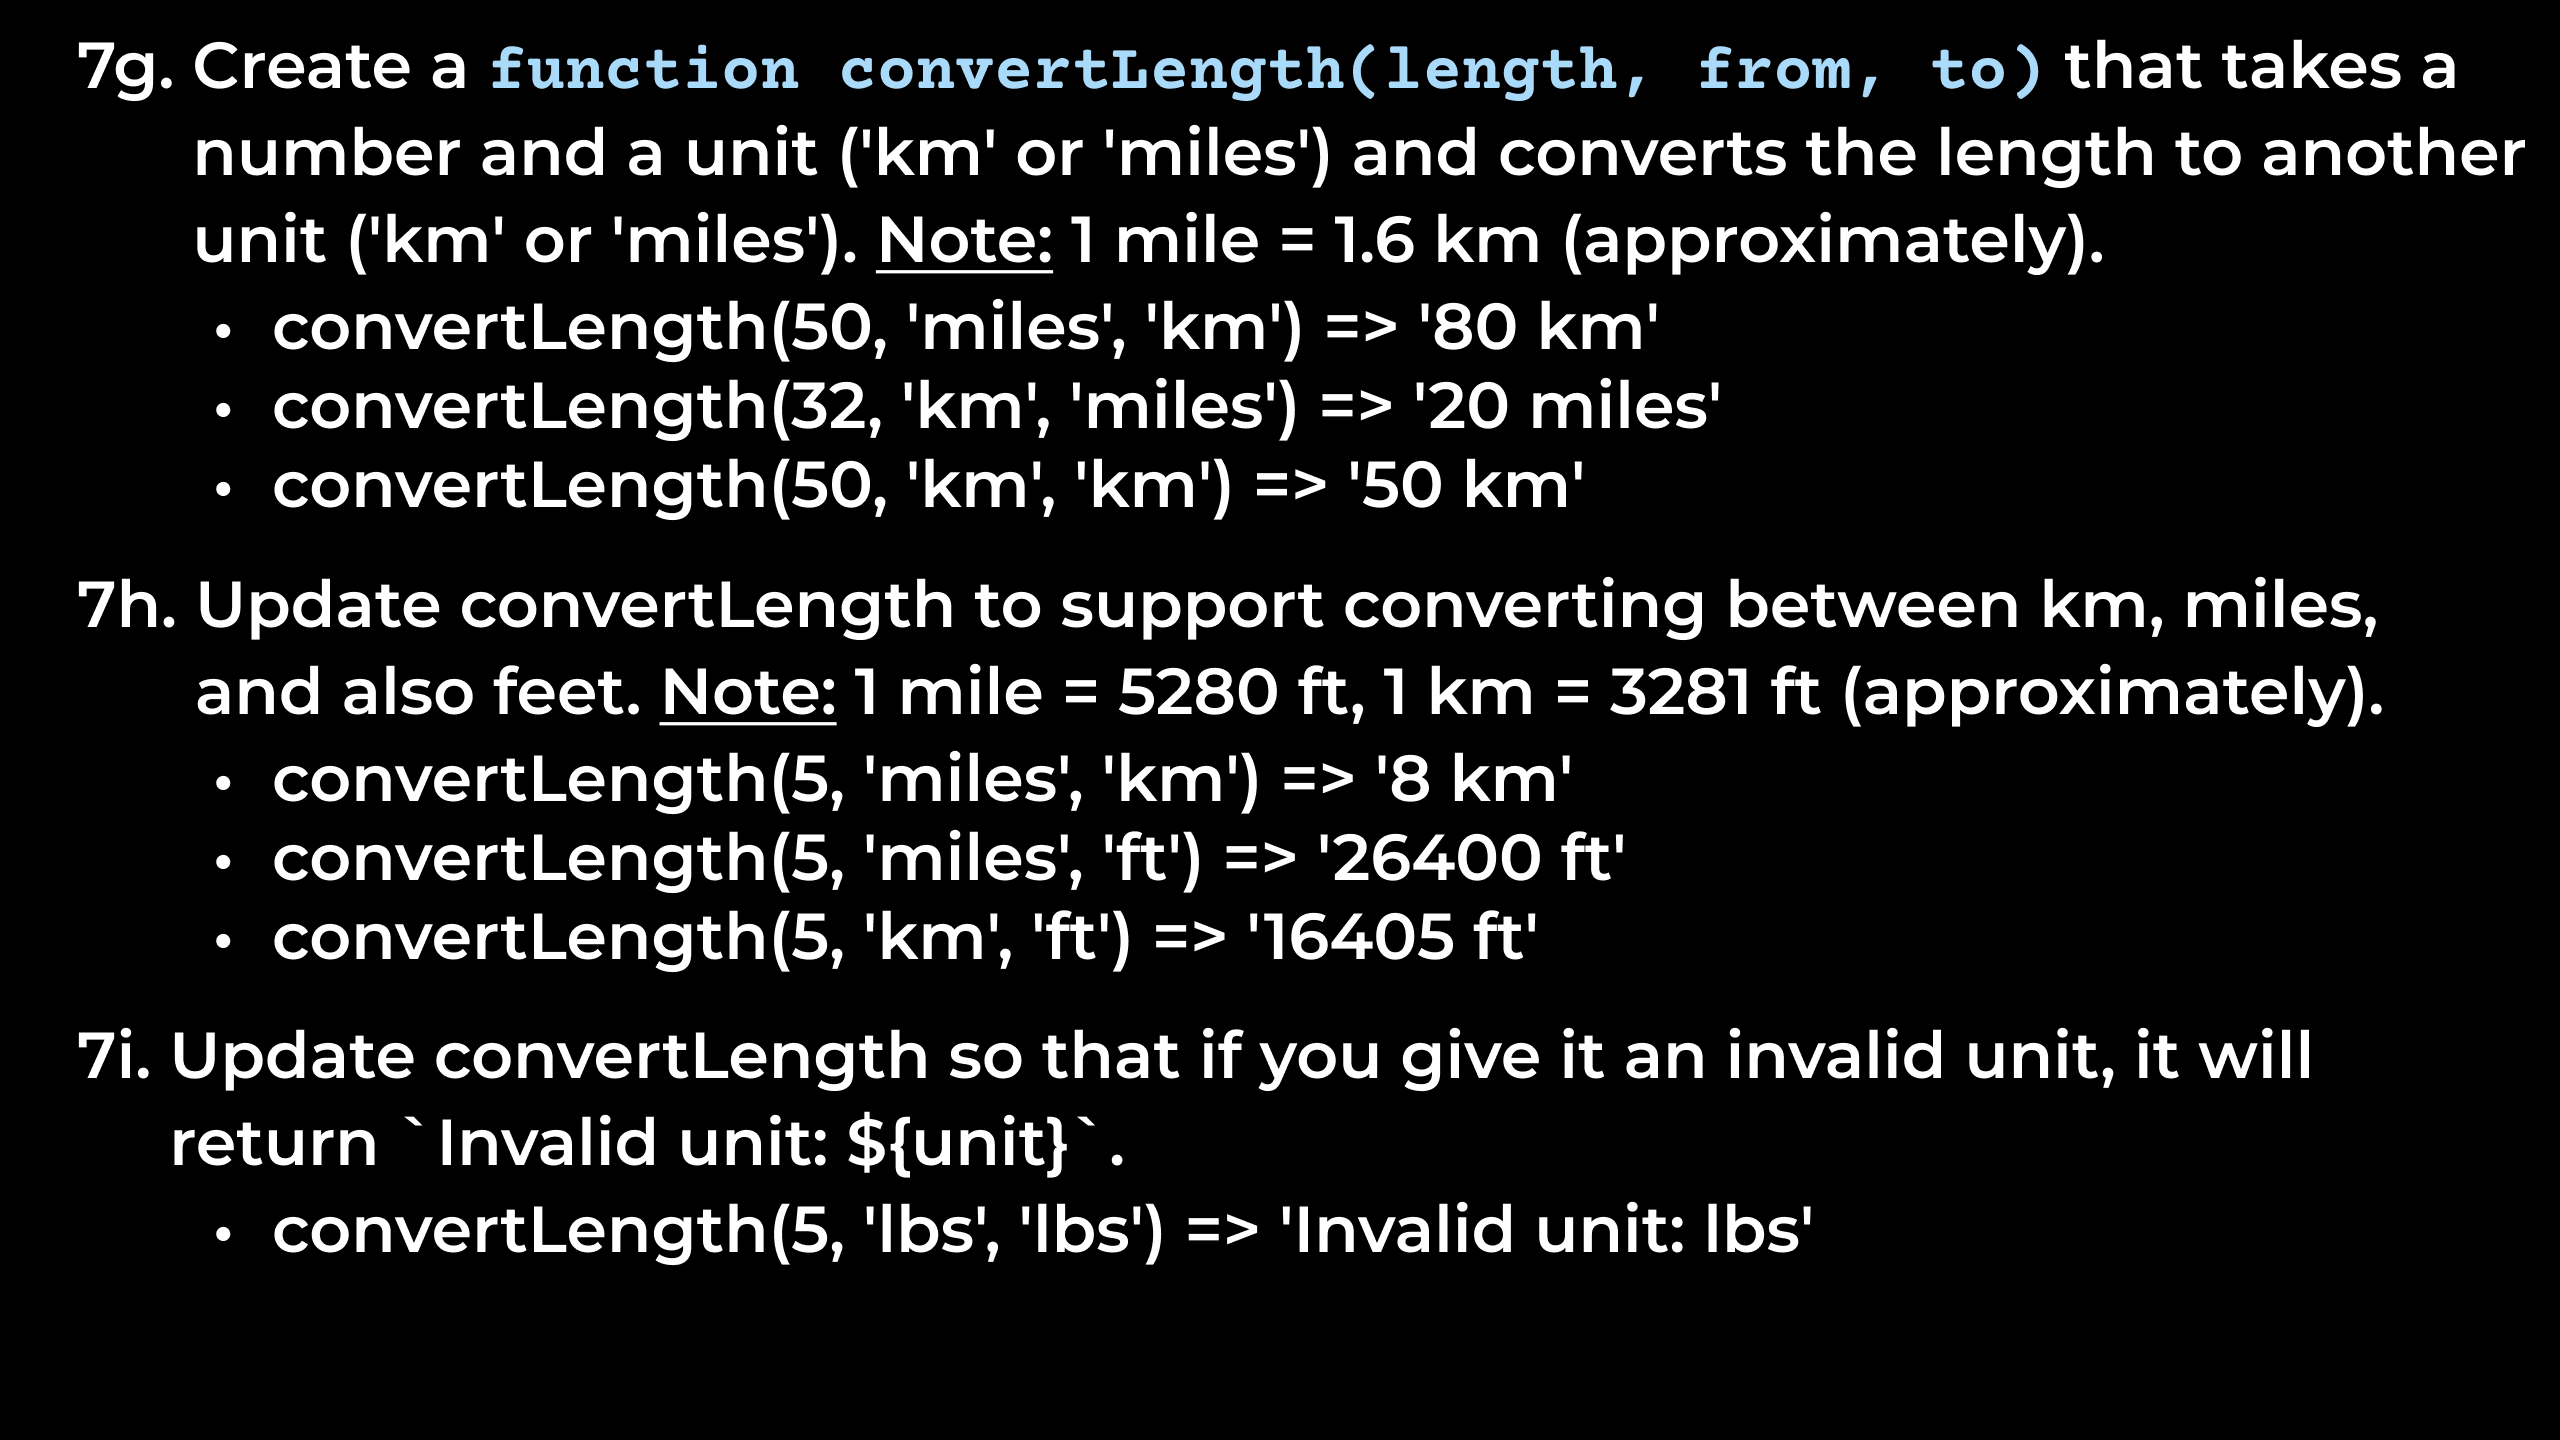 7g. Create a function convertLength(length, from, to) that takes a
number and a unit ('km' or 'miles') and converts the length to another
unit ('km' or 'miles'). Note: 1 mile = 1.6 km (approximately).
• convertLength(50, 'miles', 'km') => '80 km'
• convertLength(32, 'km', 'miles') => '20 miles'
• convertLength(50, 'km', 'km') => '50 km'
7h. Update convertLength to support converting between km, miles,
and also feet. Note: 1 mile = 5280 ft, 1 km = 3281 ft (approximately).
• convertLength(5, 'miles', 'km') => '8 km'
• convertLength(5, 'miles', 'ft') => '26400 ft'
• convertLength(5, 'km', 'ft') => '16405 ft'
7i. Update convertLength so that if you give it an invalid unit, it will
return `Invalid unit: ${unit}`.
• convertLength(5, 'lbs', 'lbs') => 'Invalid unit: lbs'